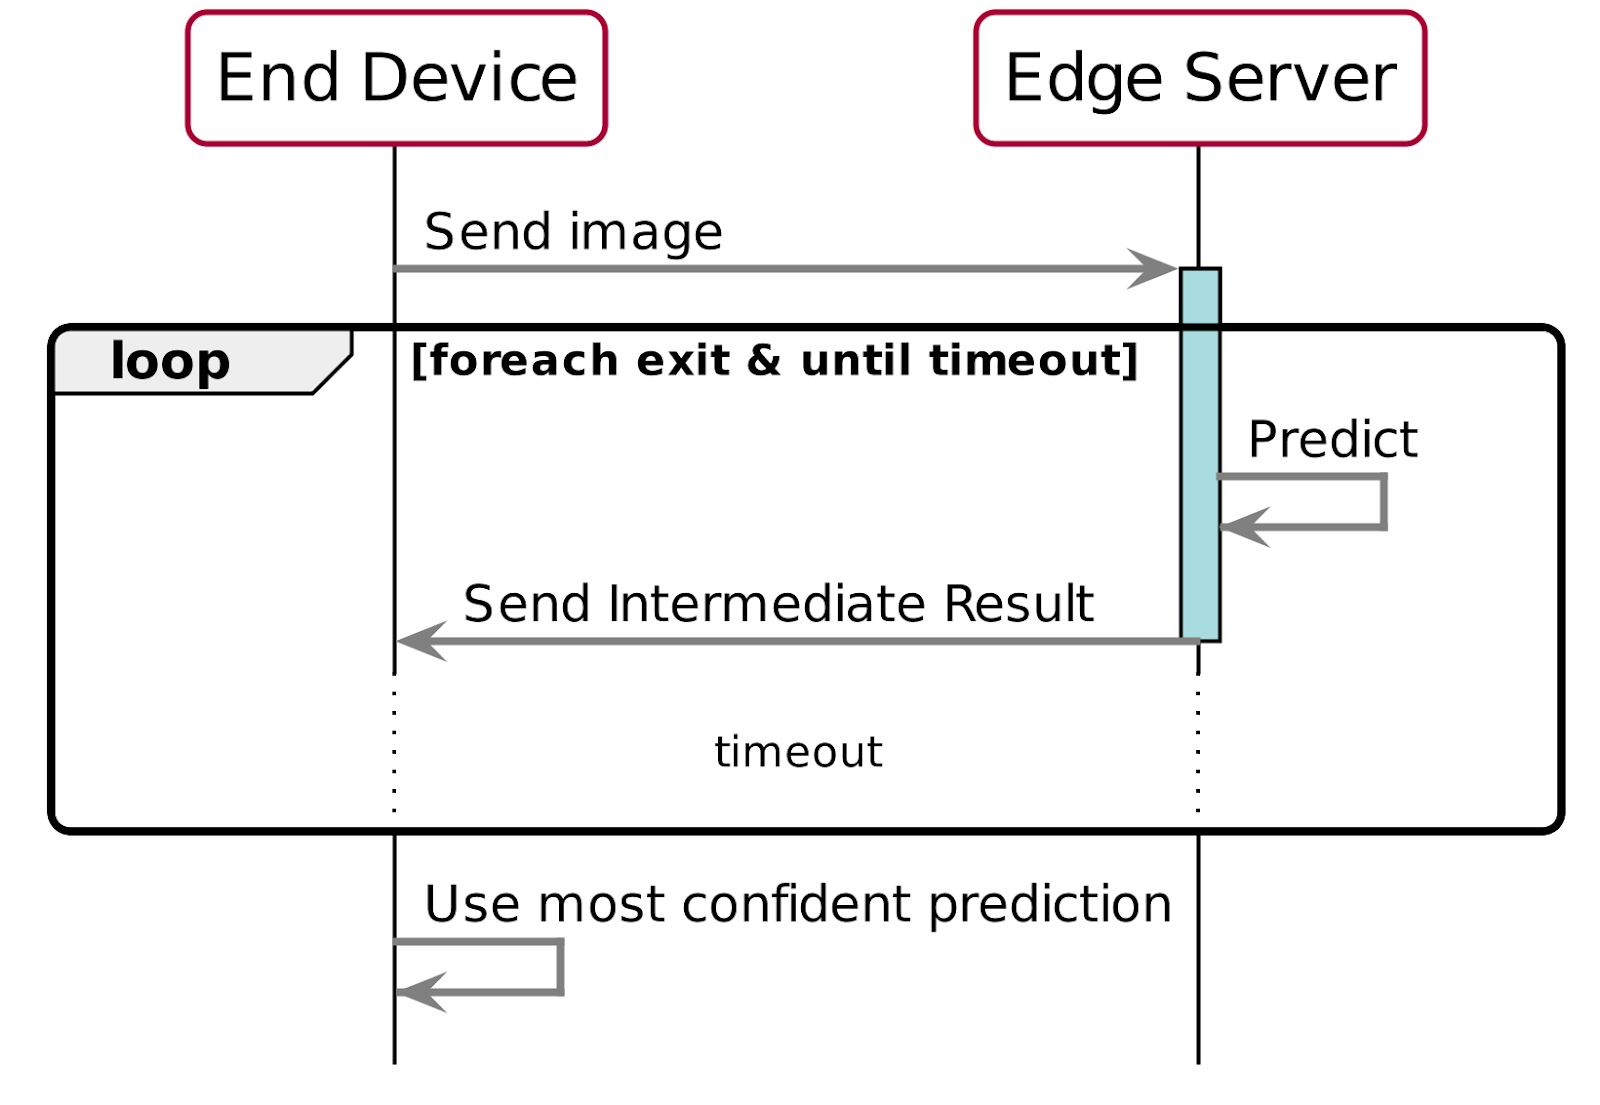 End Device
Edge Server
Send image
loop
[foreach exit & until timeout]
Predict
Send Intermediate Result
timeout
Use most confident prediction